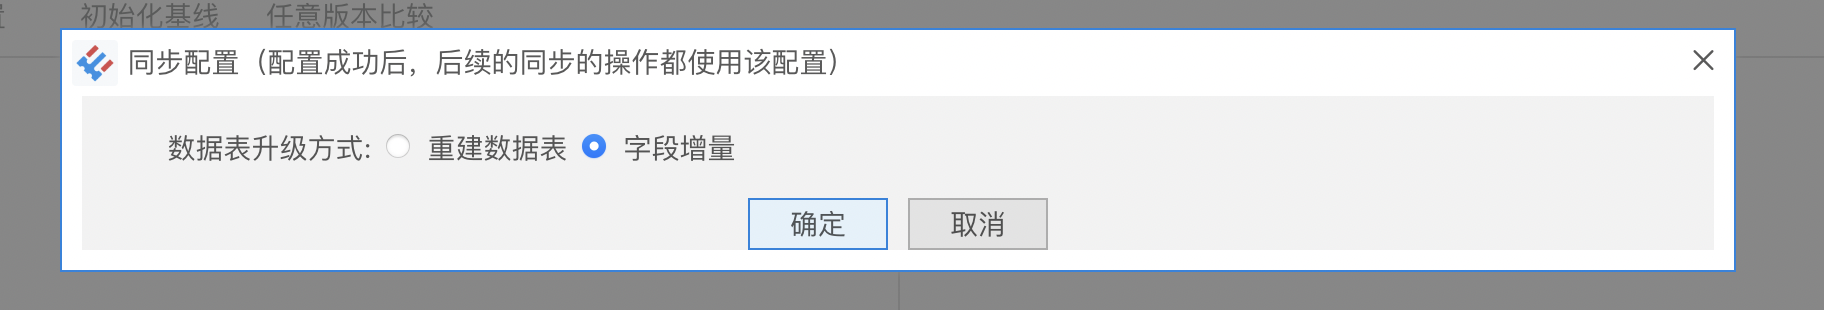 初始化基线 任意版本比较
同步配置（配置成功后，后续的同步的操作都使用该配置）
数据表升级方式: 重建数据表 字段增量
确定 取消